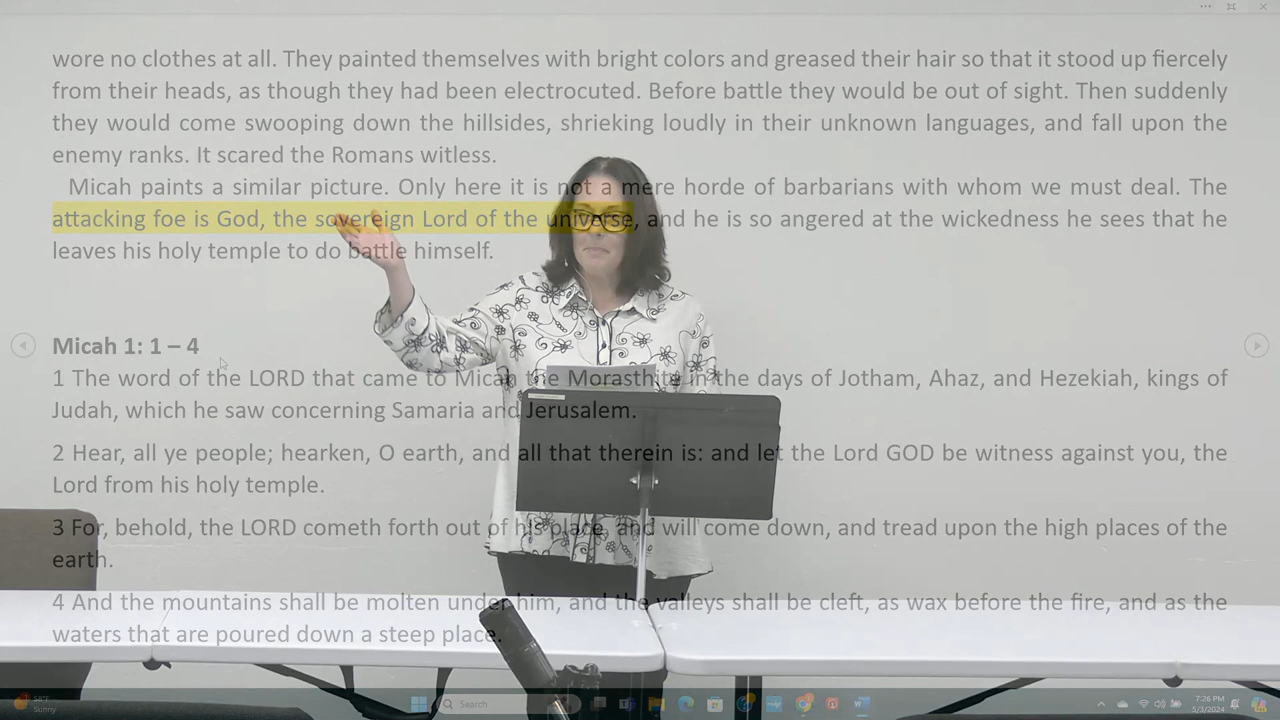 wore no clothes at all. They painted themselves with bright colors and greased their hair so that it stood up fiercely
from their heads, as though they had been electrocuted. Before battle they would be out of sight. Then suddenly
they would come swooping down the hillsides, shrieking loudly in their unknown languages, and fall upon the
enemy ranks. It scared the Romans witless.
Micah paints a similar picture. Only here it is not a mere horde of barbarians with whom we must deal. The
attacking foe is God, the sovereign Lord of the universe, and he is so angered at the wickedness he sees that he
leaves his holy temple to do battle himself.
Micah 1: 1 – 4
1 The word of the LORD that came to Micah the Morasthite in the days of Jotham, Ahaz, and Hezekiah, kings of
Judah, which he saw concerning Samaria and Jerusalem.
2 Hear, all ye people; hearken, O earth, and all that therein is: and let the Lord GOD be witness against you, the
Lord from his holy temple.
3 For, behold, the LORD cometh forth out of his place, and will come down, and tread upon the high places of the
earth.
4 And the mountains shall be molten under him, and the valleys shall be cleft, as wax before the fire, and as the
waters that are poured down a steep place.
58°F
Sunny
Search
7:26 PM
5/3/2024